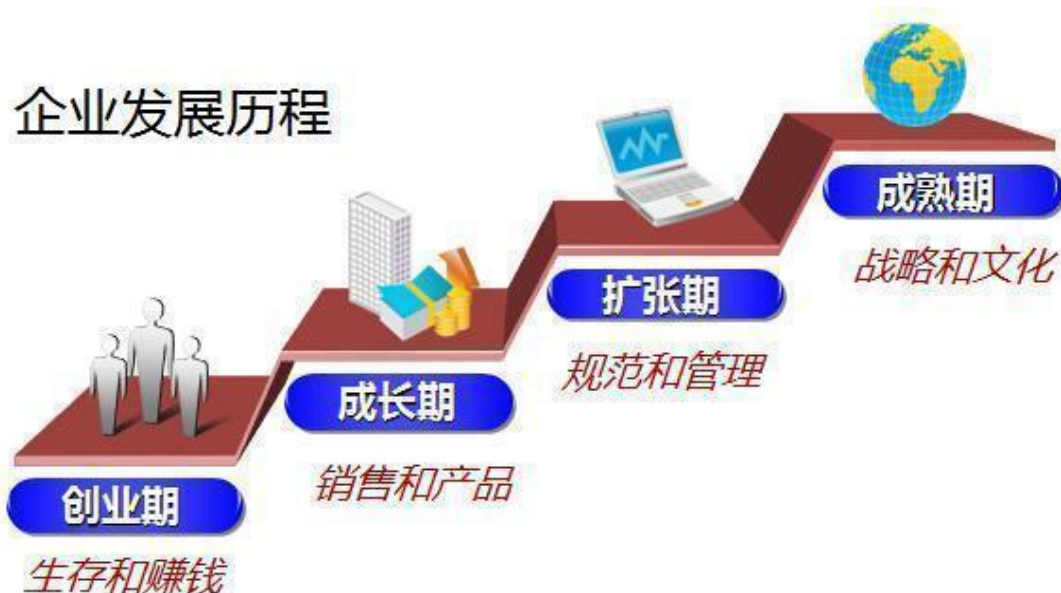 企业发展历程
创业期
生存和赚钱
成长期
销售和产品
扩张期
规范和管理
成熟期
战略和文化